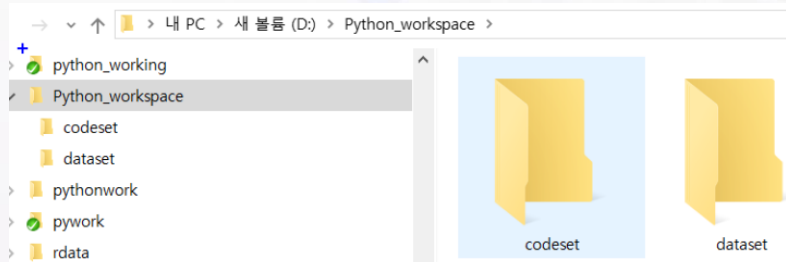 내 PC > 새 볼륨 (D:) > Python_workspace >
python_working
Python_workspace
codeset
dataset
pythonwork
pywork
rdata
codeset
dataset